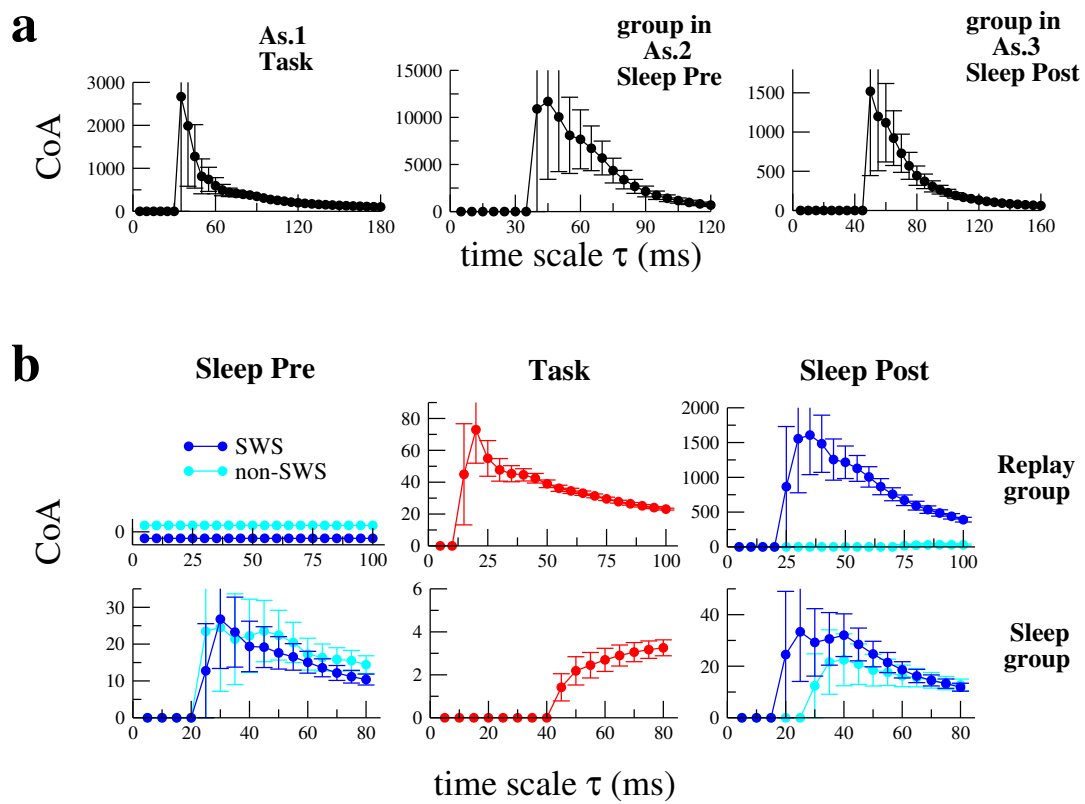 a
As.1
Task
group in
As.2
Sleep Pre
group in
As.3
Sleep Post
CoA
3000
2000
1000
0
0 60 120 180
15000
10000
5000
0
0 30 60 90 120
1500
1000
500
0
0 40 80 120 160
time scale τ (ms)
b
Sleep Pre
Task
Sleep Post
SWS
non-SWS
CoA
0
0 25 50 75 100
80
60
40
20
0
0 25 50 75 100
2000
1500
1000
500
0
0 25 50 75 100
Replay
group
30
20
10
0
0 20 40 60 80
6
4
2
0
0 20 40 60 80
40
20
0
0 20 40 60 80
Sleep
group
time scale τ (ms)